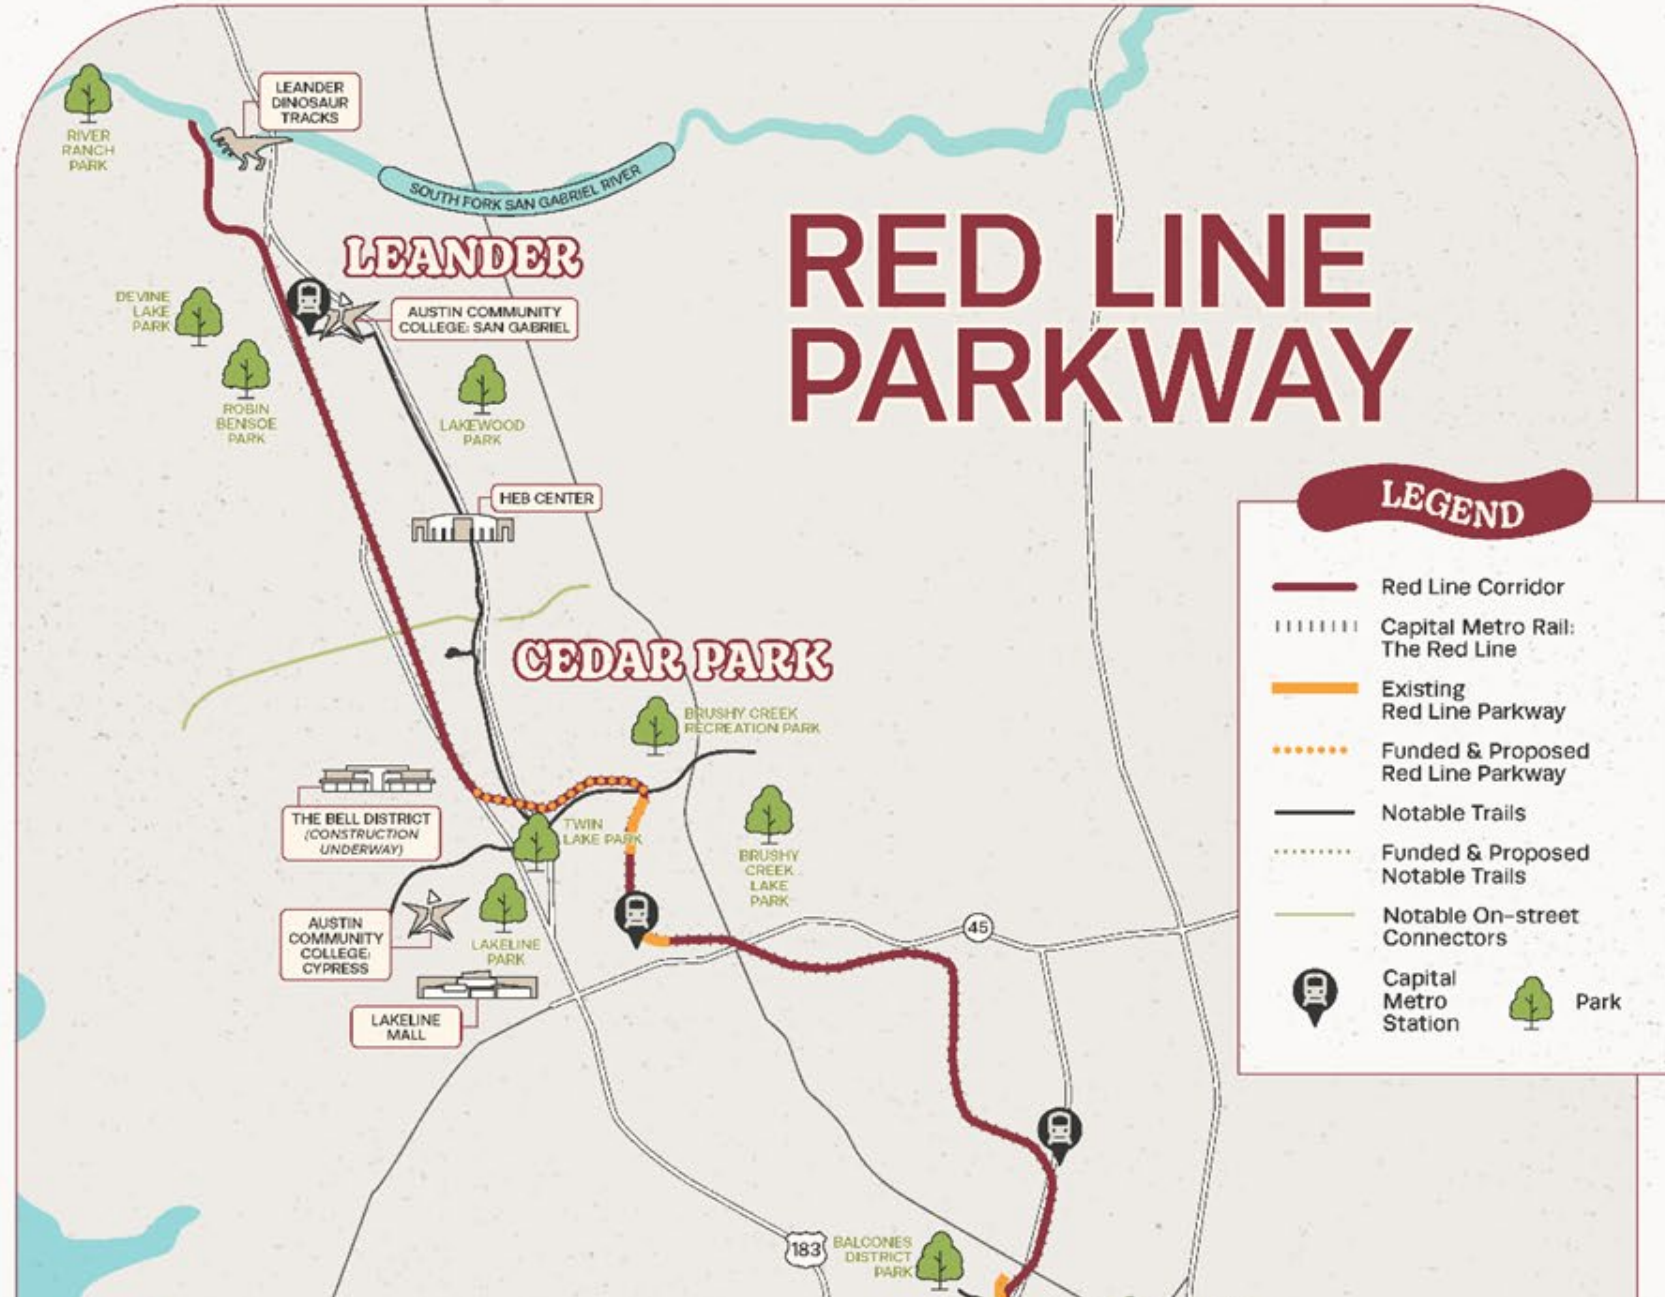 LEANDER
DINOSAUR
TRACKS
RIVER
RANCH
PARK
SOUTH FORK SAN GABRIEL RIVER
RED LINE
PARKWAY
LEANDER
DEVINE
LAKE
PARK
AUSTIN COMMUNITY
COLLEGE: SAN GABRIEL
ROBIN
BENSOE
PARK
LAKEWOOD
PARK
HEB CENTER
CEDAR PARK
BRUSHY CREEK
RECREATION PARK
THE BELL DISTRICT
(CONSTRUCTION
UNDERWAY)
TWIN
LAKE PARK
BRUSHY
CREEK
LAKE
PARK
AUSTIN
COMMUNITY
COLLEGE:
CYPRESS
LAKELINE
PARK
45
LAKELINE
MALL
183
BALCONES
DISTRICT
PARK
LEGEND
Red Line Corridor
Capital Metro Rail:
The Red Line
Existing
Red Line Parkway
Funded & Proposed
Red Line Parkway
Notable Trails
Funded & Proposed
Notable Trails
Notable On-street
Connectors
Capital
Metro
Station
Park